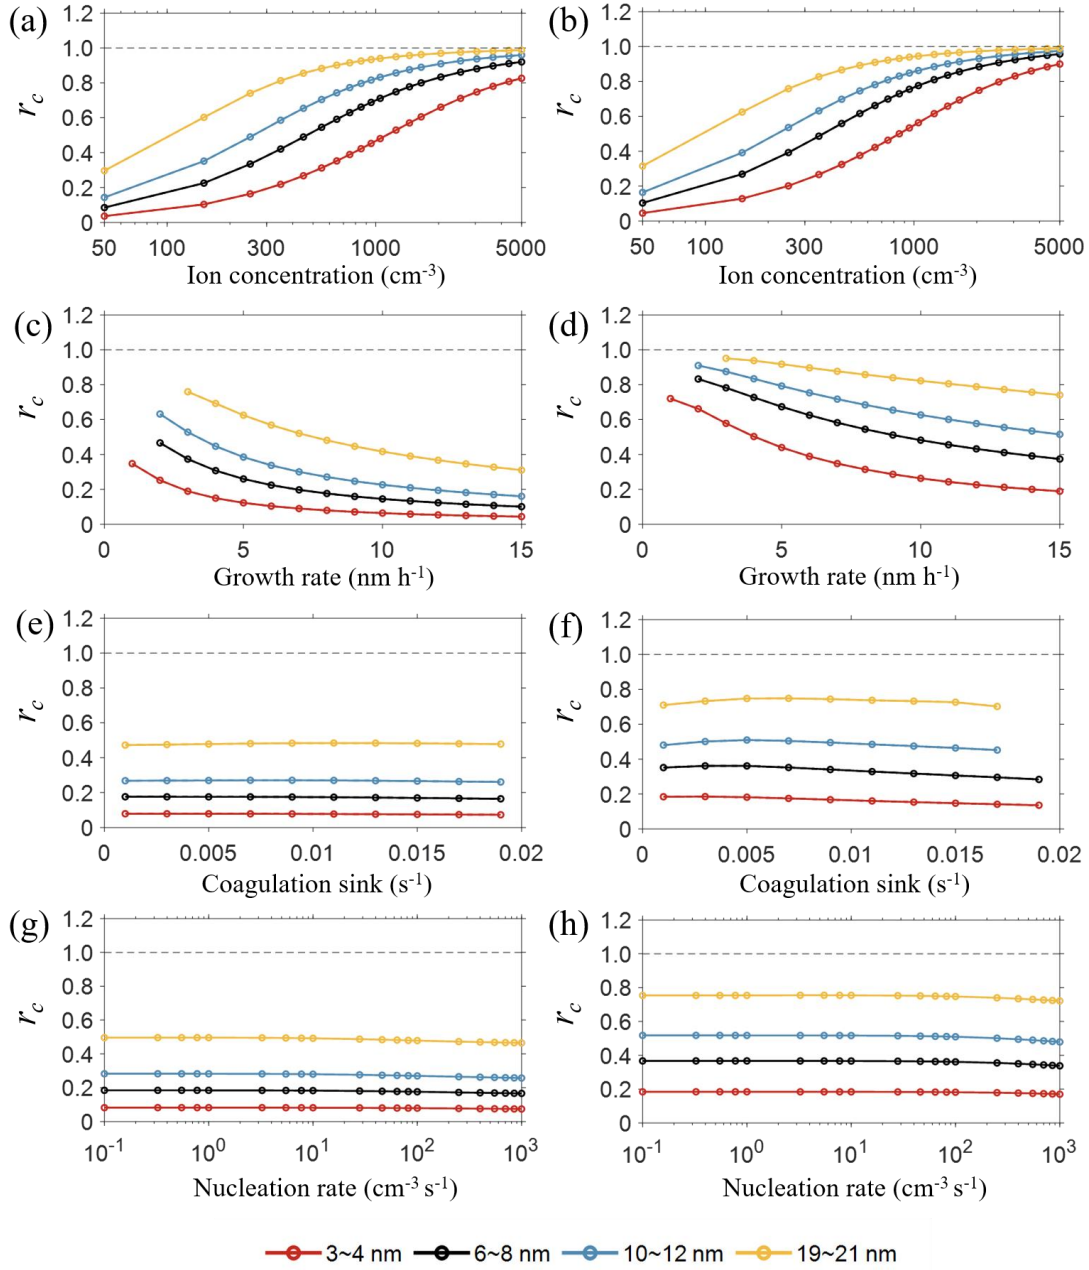 (a)
1.2
1.0
0.8
0.6
0.4
0.2
0
r_c
50 100 300 1000 5000
Ion concentration (cm-3)
(b)
1.2
1.0
0.8
0.6
0.4
0.2
0
r_c
50 100 300 1000 5000
Ion concentration (cm-3)
(c)
1.2
1.0
0.8
0.6
0.4
0.2
0
r_c
0 5 10 15
Growth rate (nm h-1)
(d)
1.2
1.0
0.8
0.6
0.4
0.2
0
r_c
0 5 10 15
Growth rate (nm h-1)
(e)
1.2
1.0
0.8
0.6
0.4
0.2
0
r_c
0 0.005 0.01 0.015 0.02
Coagulation sink (s-1)
(f)
1.2
1.0
0.8
0.6
0.4
0.2
0
r_c
0 0.005 0.01 0.015 0.02
Coagulation sink (s-1)
(g)
1.2
1.0
0.8
0.6
0.4
0.2
0
r_c
10-1 100 101 102 103
Nucleation rate (cm-3 s-1)
(h)
1.2
1.0
0.8
0.6
0.4
0.2
0
r_c
10-1 100 101 102 103
Nucleation rate (cm-3 s-1)
3~4 nm 6~8 nm 10~12 nm 19~21 nm